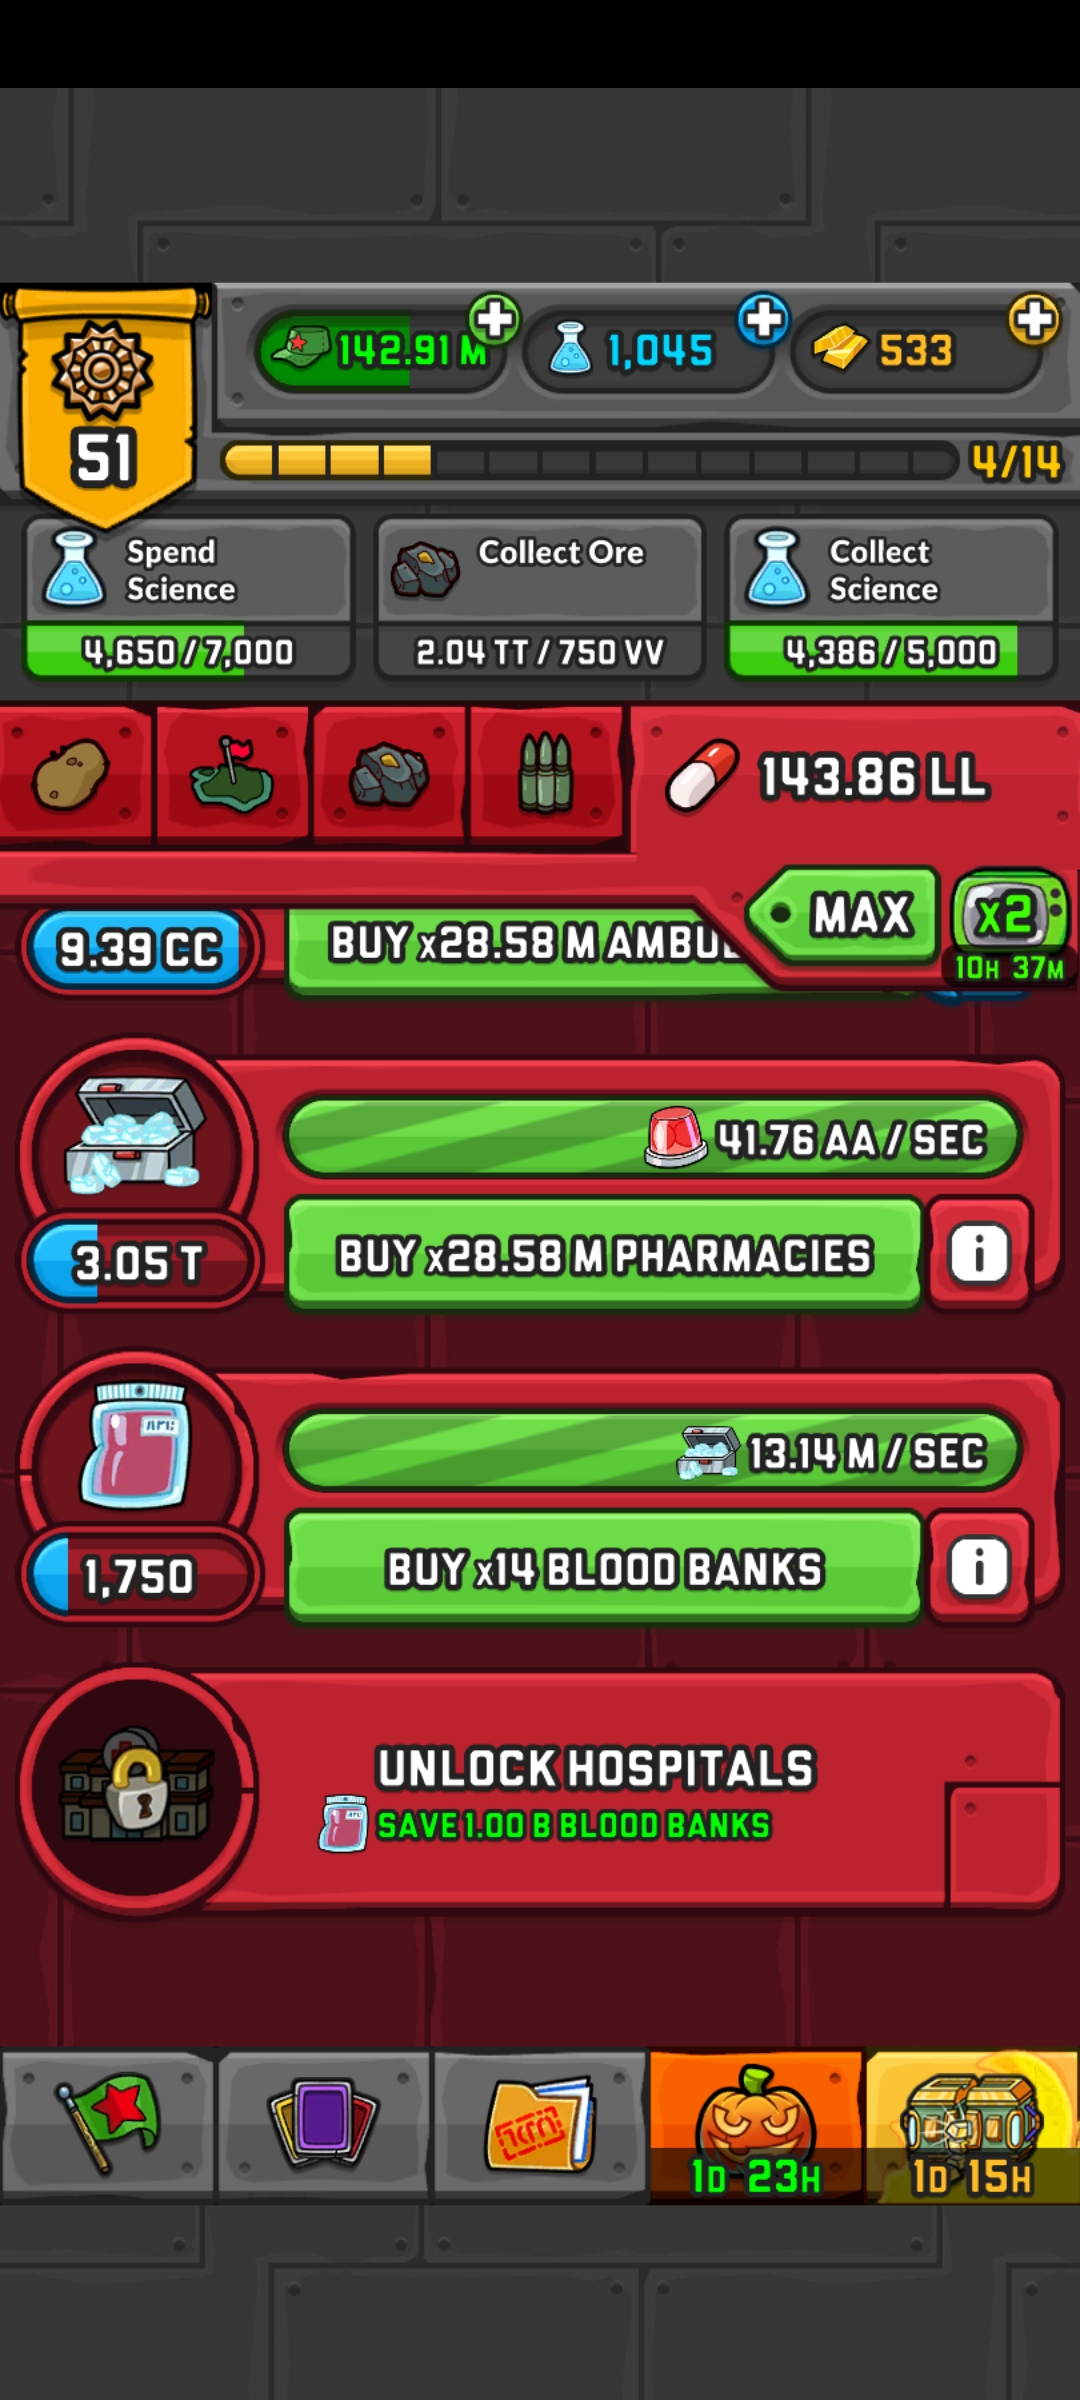 142.91 M
1,045
533
51
4/14
Spend
Science
4,650 / 7,000
Collect Ore
2.04 TT / 750 VV
Collect
Science
4,386 / 5,000
143.86 LL
MAX
x2
10H 37M
9.39 CC
BUY x28.58 M
41.76 AA / SEC
3.05 T
BUY x28.58 M PHARMACIES
i
13.14 M / SEC
1,750
BUY x14 BLOOD BANKS
i
UNLOCK HOSPITALS
SAVE 1.00 B BLOOD BANKS
1D 23H
1D 15H